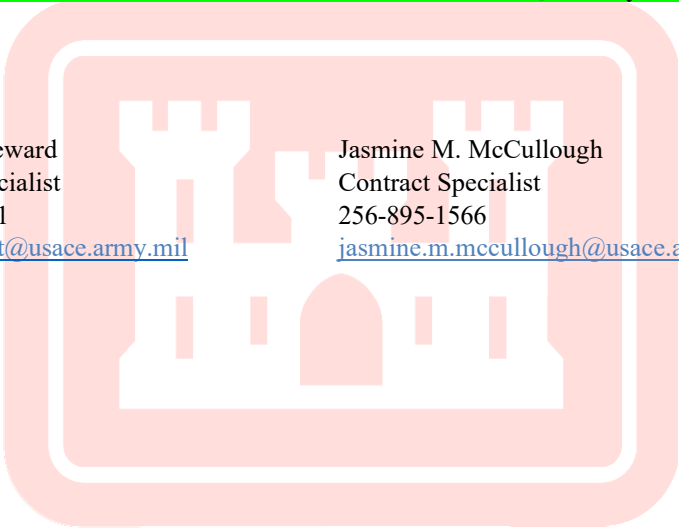 eward
cialist
1
t@usace.army.mil
Jasmine M. McCullough
Contract Specialist
256-895-1566
jasmine.m.mccullough@usace.a